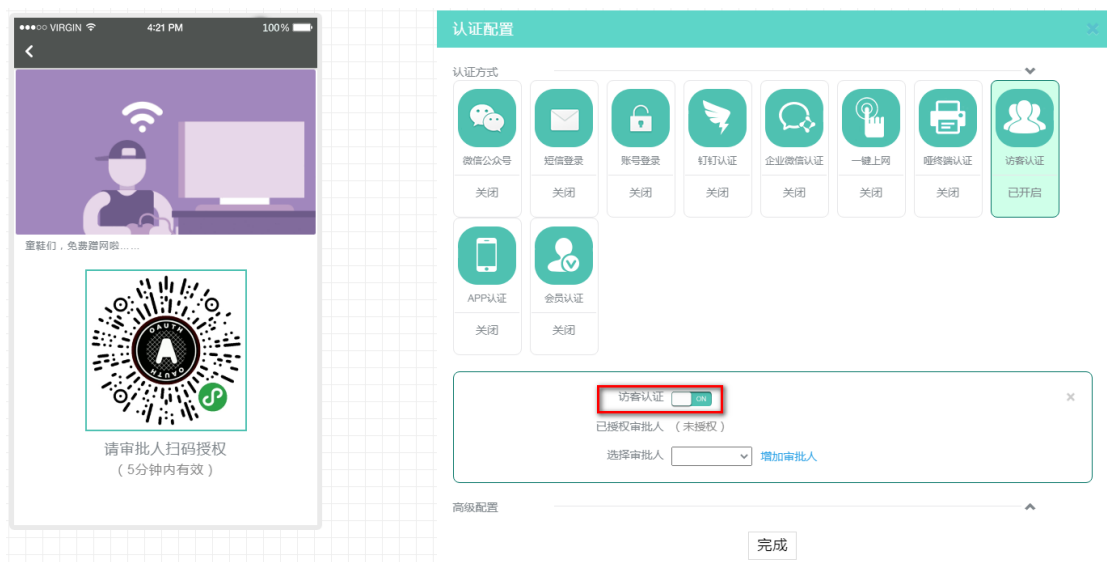 ●●●○○ VIRGIN 4:21 PM 100%
童鞋们，免费蹭网啦……
OAUTH
A
OAUTH
请审批人扫码授权
（5分钟内有效）
认证配置
认证方式
微信公众号 短信登录 账号登录 钉钉认证 企业微信认证 一键上网 哑终端认证 访客认证
关闭 关闭 关闭 关闭 关闭 关闭 关闭 已开启
APP认证 会员认证
关闭 关闭
访客认证 ON
已授权审批人 （未授权）
选择审批人 增加审批人
高级配置
完成